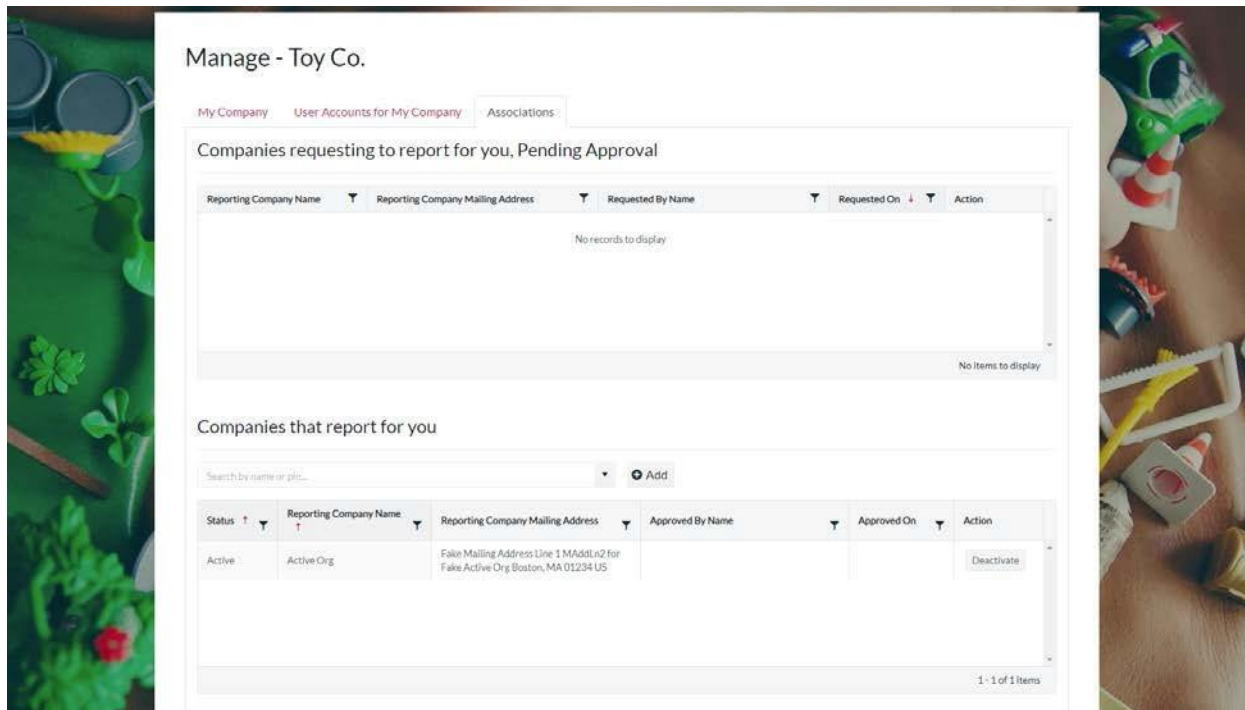 Manage - Toy Co.
My Company User Accounts for My Company Associations
Companies requesting to report for you, Pending Approval
Reporting Company Name Reporting Company Mailing Address Requested By Name Requested On ↓ Action
No records to display
No items to display
Companies that report for you
Search by name or pin...
Add
Status ↑ Reporting Company Name ↑ Reporting Company Mailing Address Approved By Name Approved On Action
Active Active Org Fake Mailing Address Line 1 MAddLn2 for
Fake Active Org Boston, MA 01234 US Deactivate
1 - 1 of 1 items